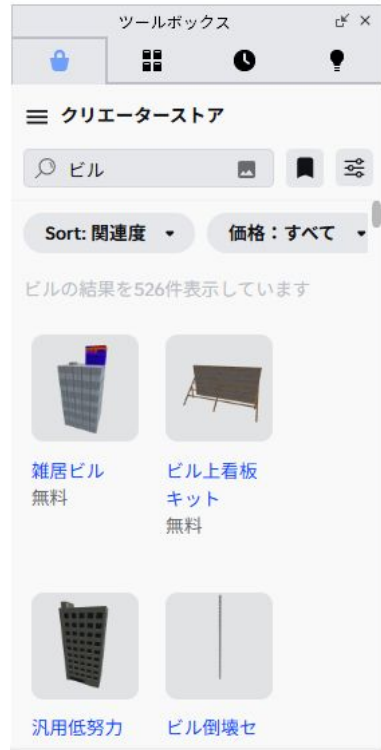 ツールボックス
クリエーターストア
ビル
Sort: 関連度
価格：すべて
ビルの結果を526件表示しています
雑居ビル
無料
ビル上看板
キット
無料
汎用低努力
ビル倒壊セ